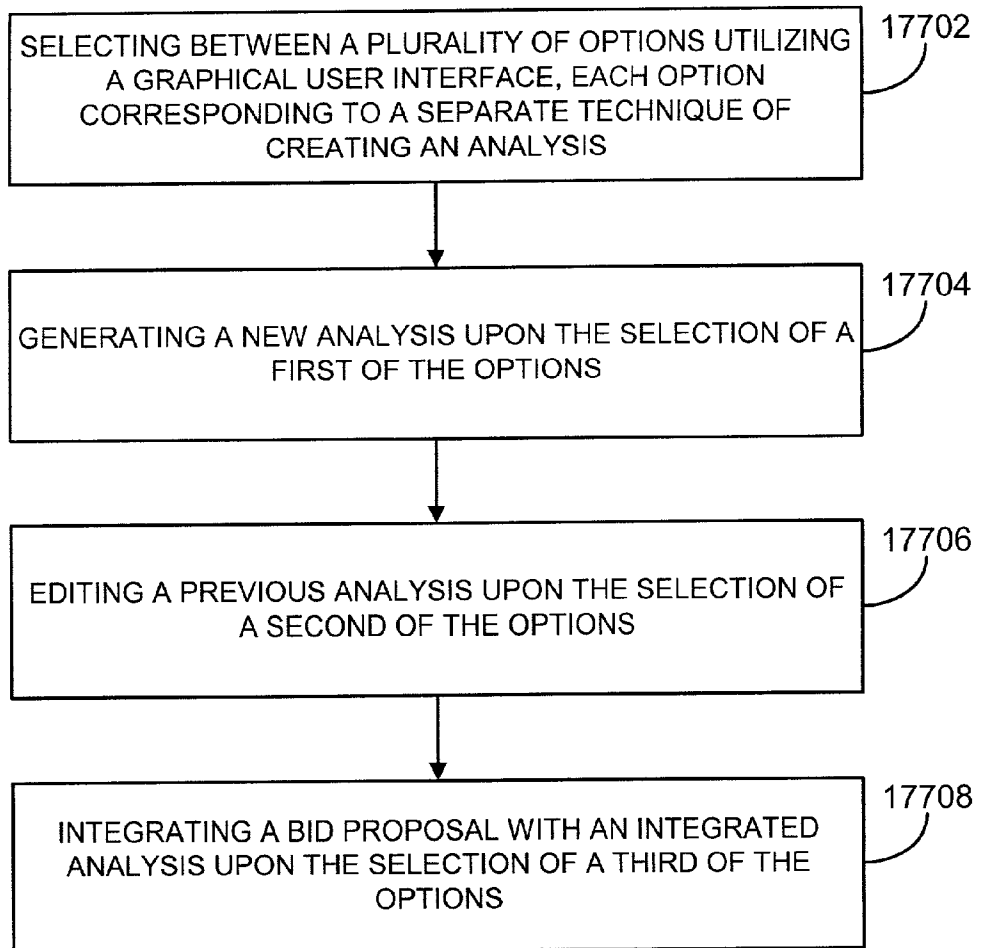 SELECTING BETWEEN A PLURALITY OF OPTIONS UTILIZING
A GRAPHICAL USER INTERFACE, EACH OPTION
CORRESPONDING TO A SEPARATE TECHNIQUE OF
CREATING AN ANALYSIS
17702
GENERATING A NEW ANALYSIS UPON THE SELECTION OF A
FIRST OF THE OPTIONS
17704
EDITING A PREVIOUS ANALYSIS UPON THE SELECTION OF
A SECOND OF THE OPTIONS
17706
INTEGRATING A BID PROPOSAL WITH AN INTEGRATED
ANALYSIS UPON THE SELECTION OF A THIRD OF THE
OPTIONS
17708